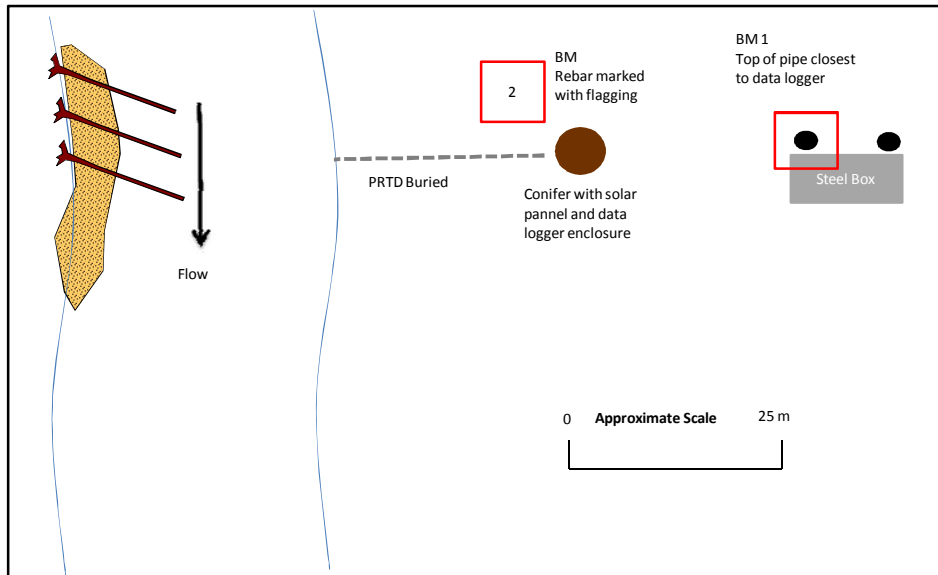 BM
Rebar marked
with flagging
2
BM 1
Top of pipe closest
to data logger
Steel Box
PRTD Buried
Conifer with solar
pannel and data
logger enclosure
Flow
0 Approximate Scale 25 m